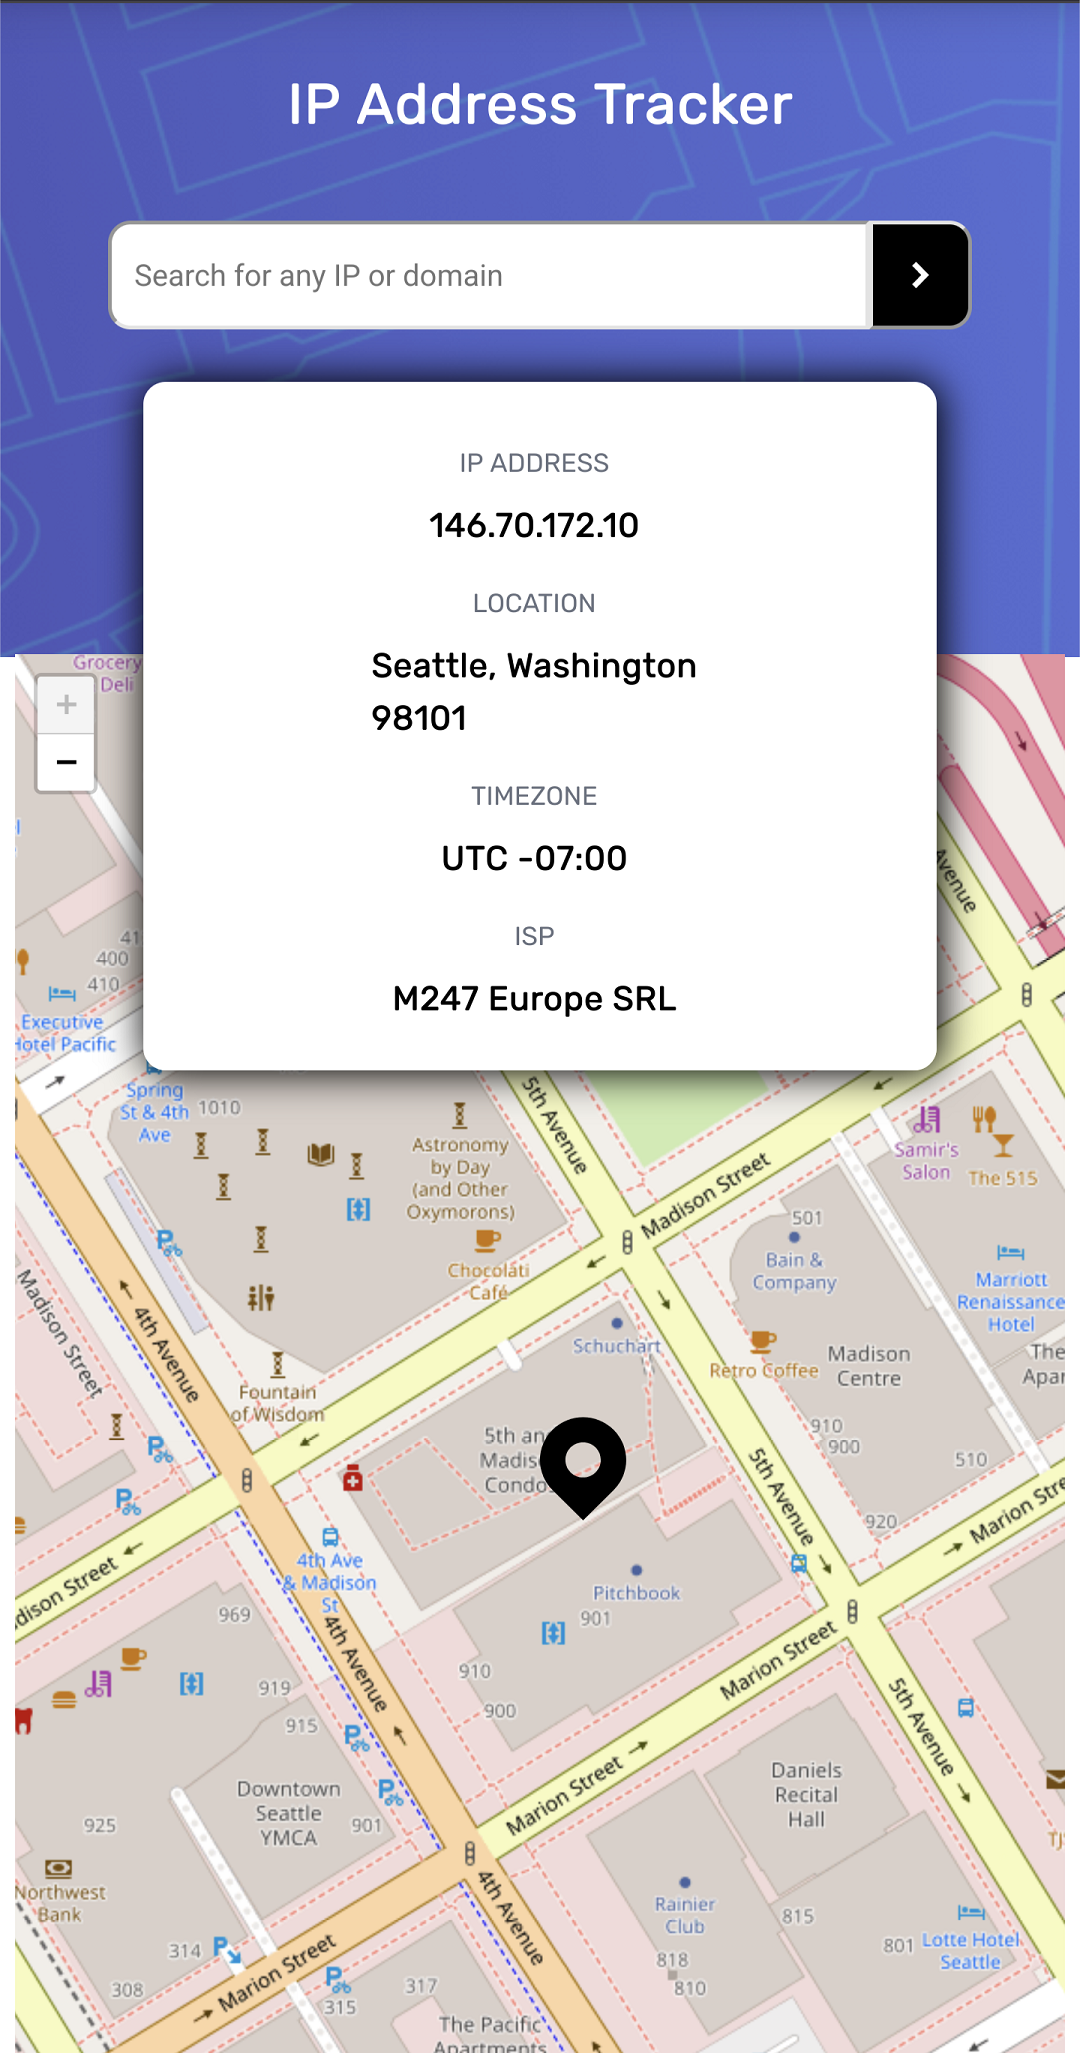 IP Address Tracker
Search for any IP or domain
IP ADDRESS
146.70.172.10
LOCATION
Seattle, Washington
98101
TIMEZONE
UTC -07:00
ISP
M247 Europe SRL
Grocery
Deli
+
−
Avenue
41
400
410
Executive
Hotel Pacific
Spring
St & 4th
Ave
1010
Astronomy
by Day
(and Other
Oxymorons)
5th Avenue
Madison Street
Samir's
Salon
The 515
501
Bain &
Company
Marriott
Renaissance
Hotel
Chocolati
Café
Schuchart
Retro Coffee
Madison
Centre
The
Apar
Madison Street
4th Avenue
Fountain
of Wisdom
5th an
Madis
Condo
910
900
510
5th Avenue
920
Marion Stre
4th Ave
& Madison
St
dison Street
Pitchbook
901
969
4th Avenue
910
900
Marion Street
919
915
5th Avenue
Marion Street
Downtown
Seattle
YMCA
901
925
Daniels
Recital
Hall
TJ
Northwest
Bank
4th Avenue
Rainier
Club
815
801
Lotte Hotel
Seattle
314
Marion Street
308
315
317
818
810
The Pacific
Apartments